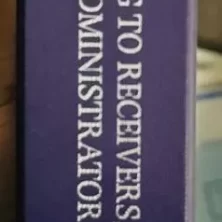 G TO RECEIVERS
DMINISTRATOR